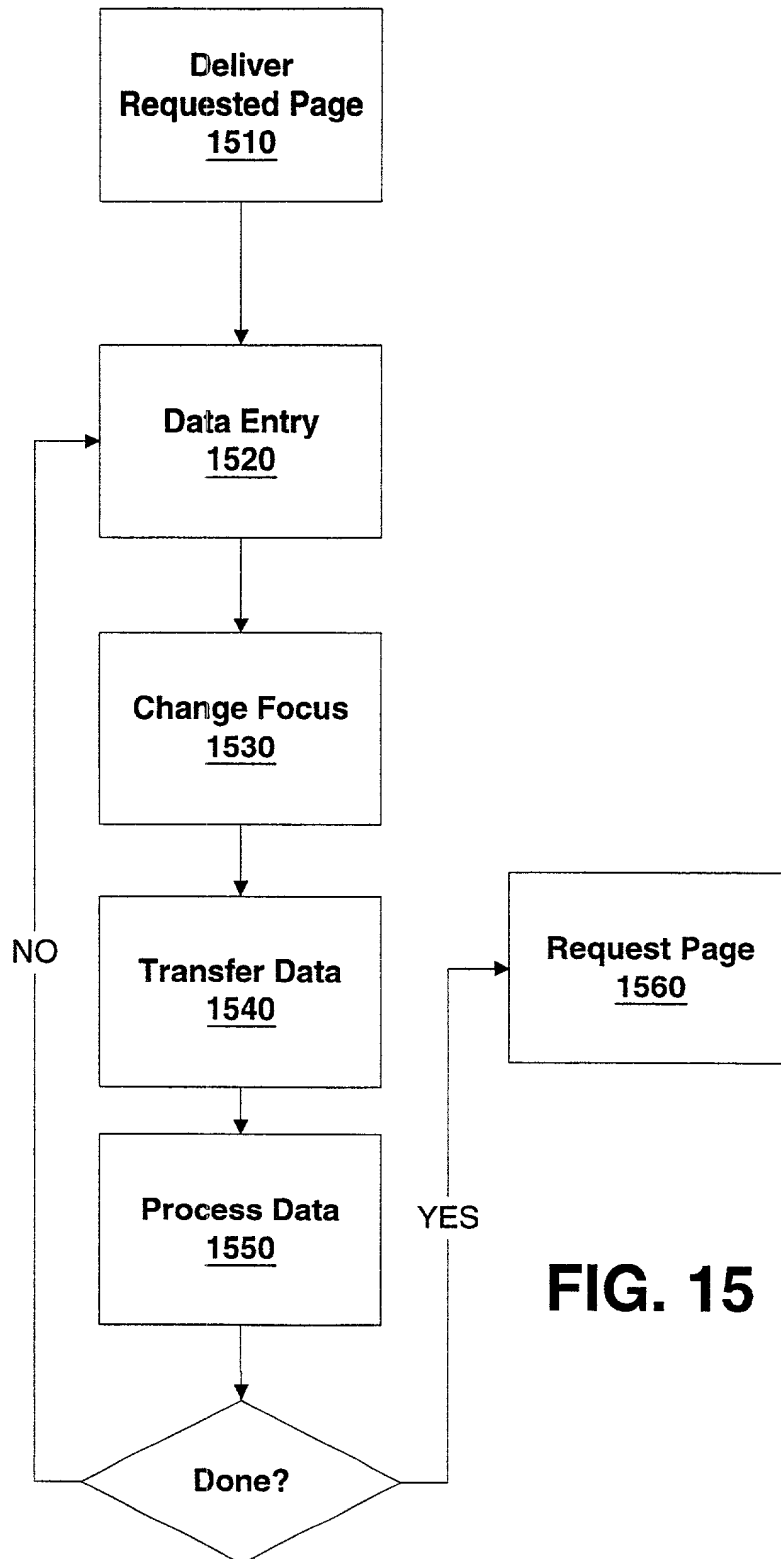 Deliver
Requested Page
1510
Data Entry
1520
Change Focus
1530
Transfer Data
1540
Process Data
1550
Done?
NO
YES
Request Page
1560
FIG. 15